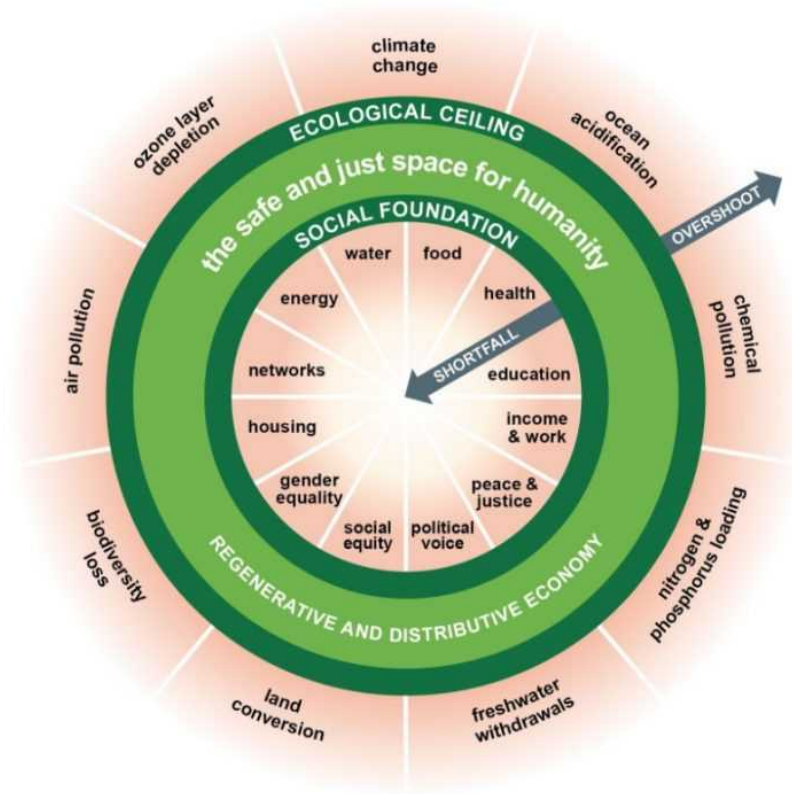 climate
change
ocean
acidification
OVERSHOOT
chemical
pollution
nitrogen &
phosphorus loading
freshwater
withdrawals
land
conversion
biodiversity
loss
air pollution
ozone layer
depletion
ECOLOGICAL CEILING
the safe and just space for humanity
SOCIAL FOUNDATION
water
food
health
SHORTFALL
education
income
& work
peace &
justice
political
voice
social
equity
gender
equality
housing
networks
energy
REGENERATIVE AND DISTRIBUTIVE ECONOMY